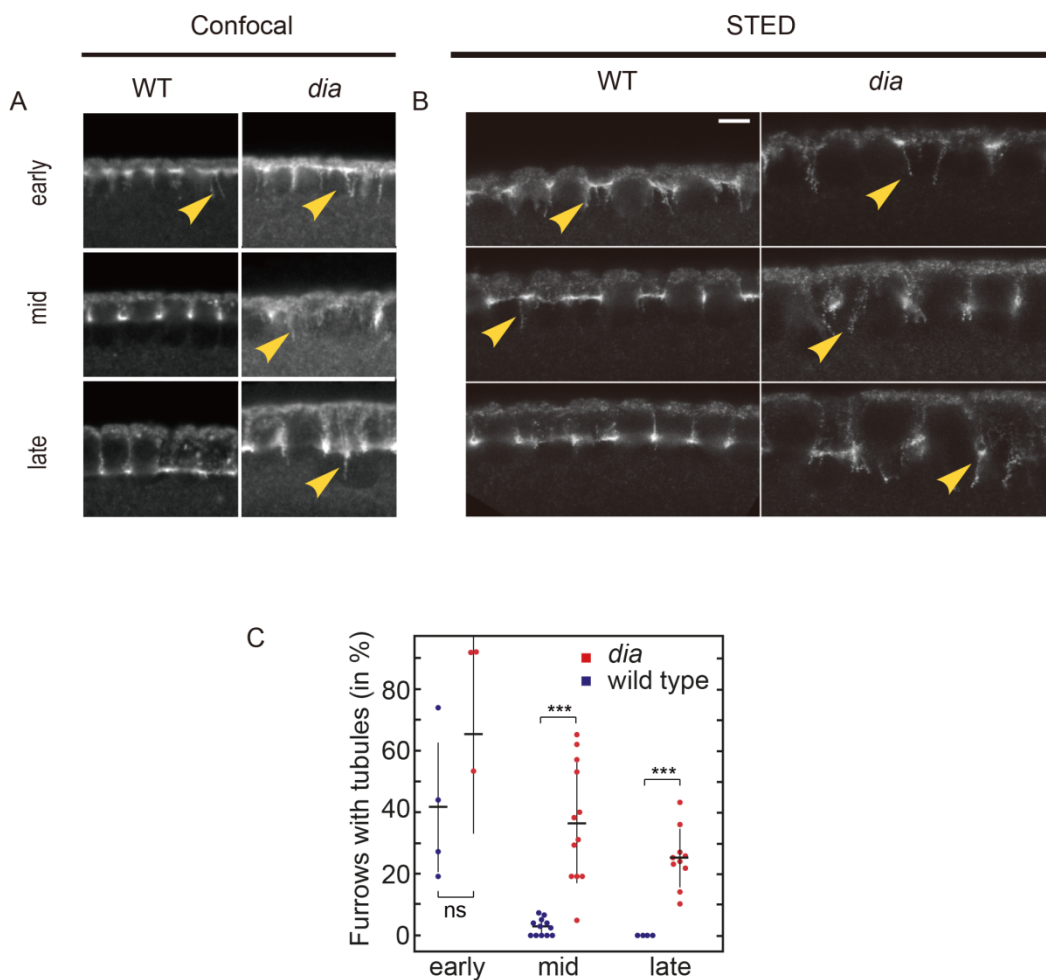 Confocal
STED
WT
dia
WT
dia
A
B
early
mid
late
C
Furrows with tubules (in %)
80
60
40
20
0
dia
wild type
***
***
ns
early
mid
late